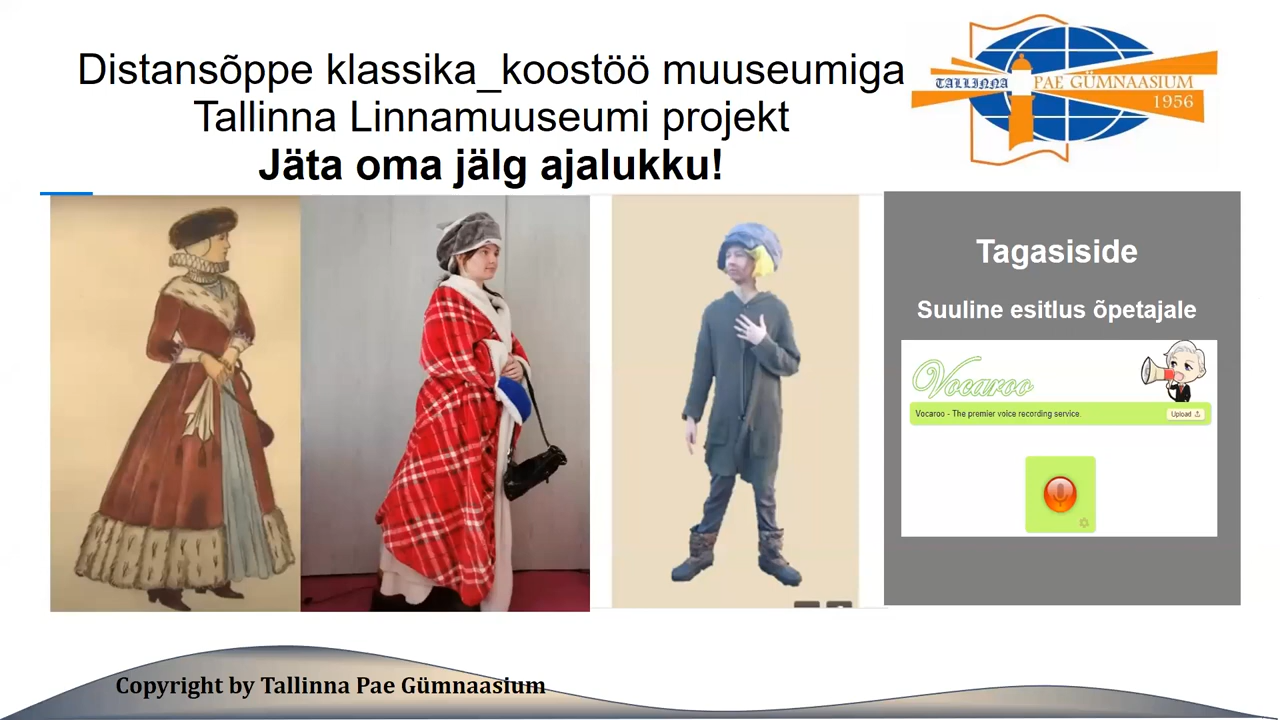 Distansõppe klassika_koostöö muuseumiga
Tallinna Linnamuuseumi projekt
Jäta oma jälg ajalukku!
TALLINNA PAE GÜMNAASIUM
1956
Tagasiside
Suuline esitlus õpetajale
Vocaroo
Vocaroo - The premier voice recording service.
Upload
Copyright by Tallinna Pae Gümnaasium